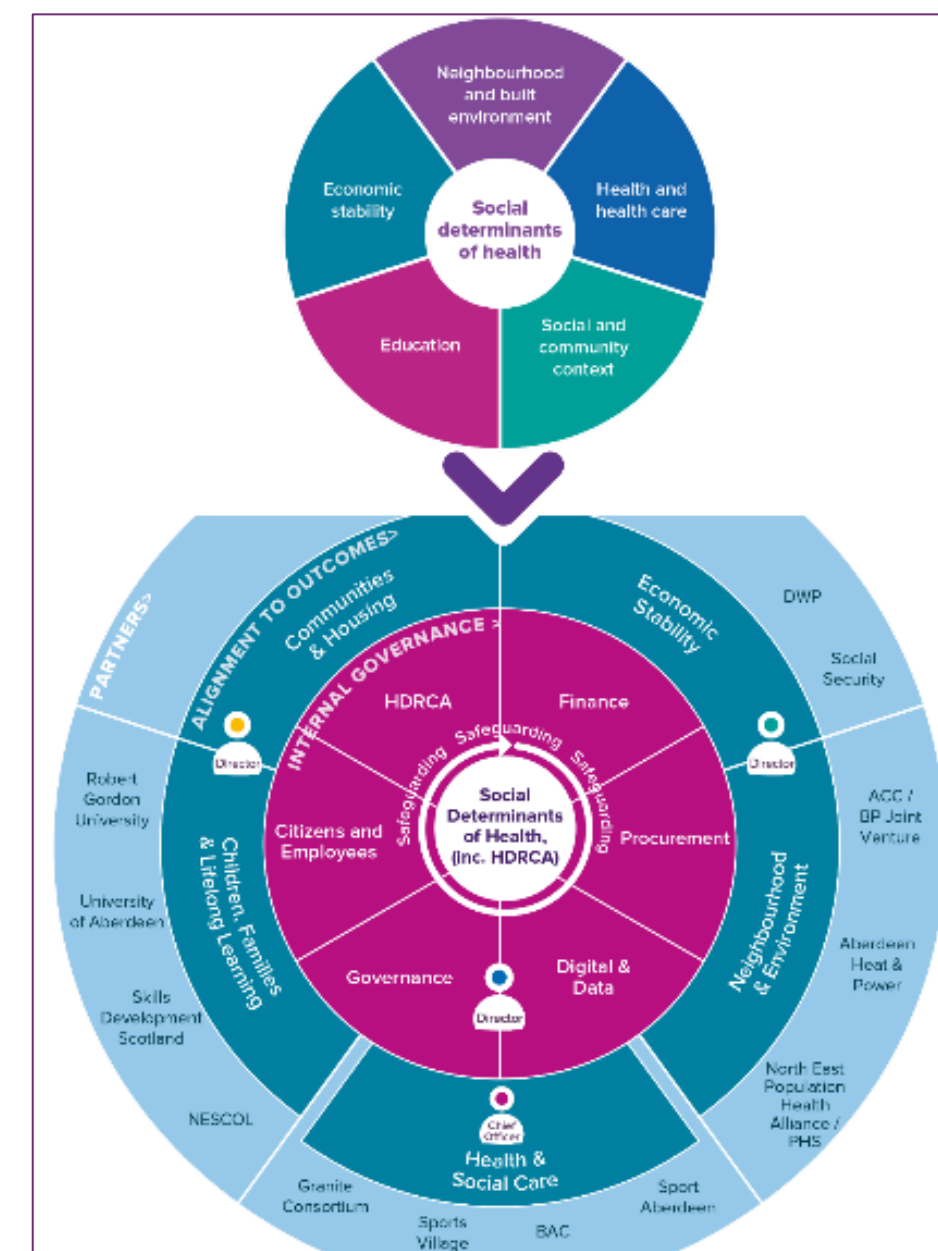 Neighbourhood
and built
environment
Economic
stability
Social
determinants
of health
Health and
health care
Education
Social and
community
context
PARTNERS>
ALIGNMENT TO OUTCOMES>
Communities
& Housing
Economic
Stability
DWP
Social
Security
INTERNAL GOVERNANCE >
HDRCA
Finance
Safeguarding
Safeguarding
Safeguarding
Director
Director
Robert
Gordon
University
Citizens and
Employees
Social
Determinants
of Health,
(inc. HDRCA)
Procurement
ACC /
BP Joint
Venture
Children, Families
& Lifelong Learning
Neighbourhood
& Environment
University
of Aberdeen
Governance
Digital &
Data
Director
Aberdeen
Heat &
Power
Skills
Development
Scotland
North East
Population
Health
Alliance /
PHS
NESCOL
Chief
Officer
Health &
Social Care
Granite
Consortium
Sports
Village
BAC
Sport
Aberdeen